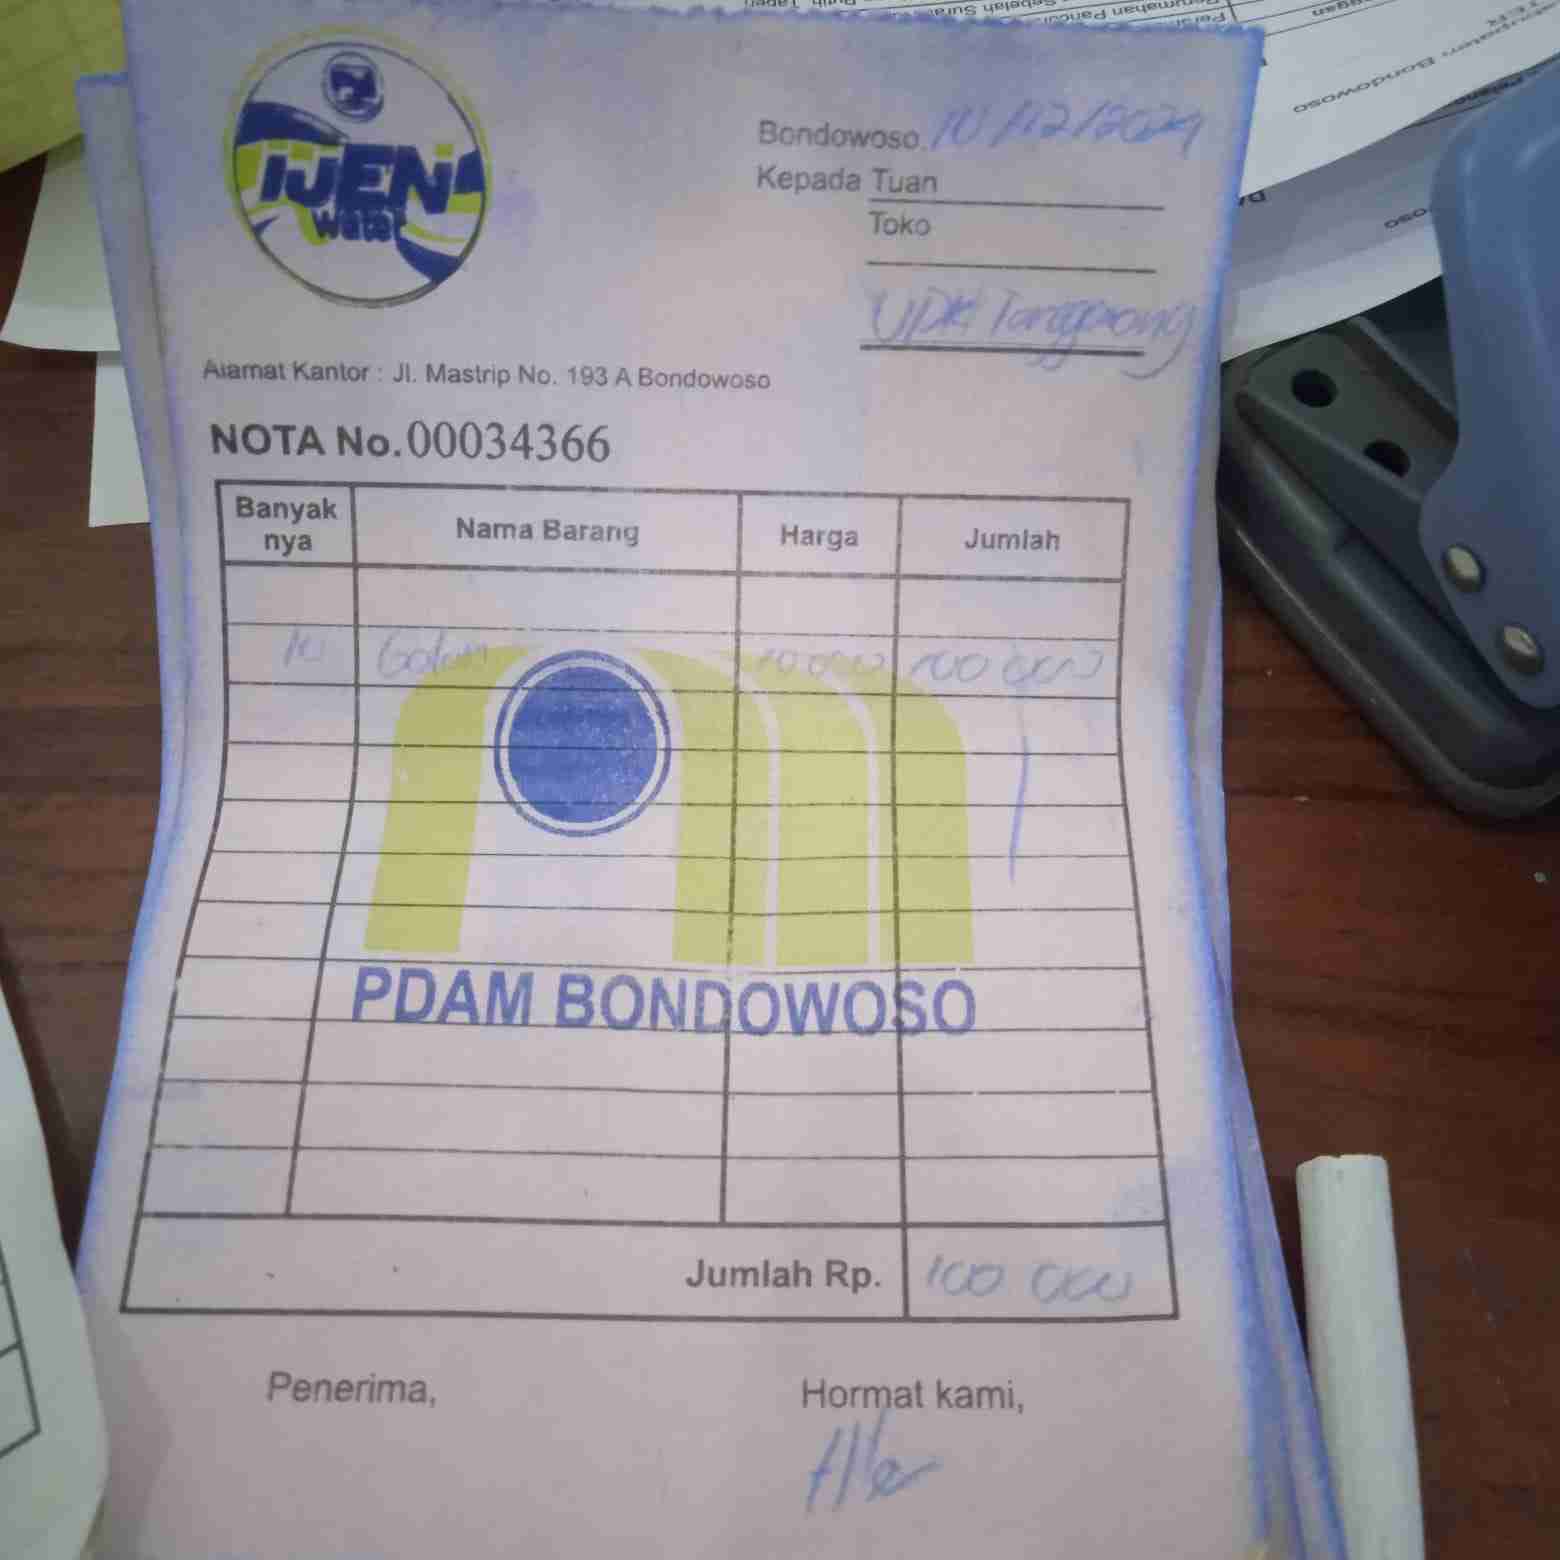 IJEN
water
Bondowoso, 10/12/2024
Kepada Tuan
Toko
UPK Tanggarang
Alamat Kantor : Jl. Mastrip No. 193 A Bondowoso
NOTA No. 00034366
Banyak nya Nama Barang Harga Jumlah
10 Galon 10 000 100 000
PDAM BONDOWOSO
Jumlah Rp. 100 000
Penerima,
Hormat kami,
Bondowoso